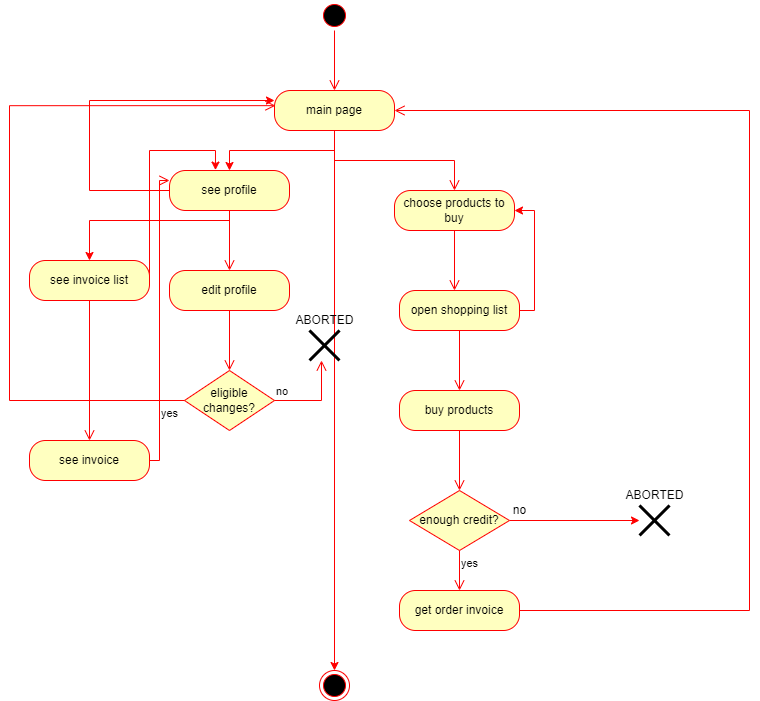 main page
see profile
choose products to
buy
see invoice list
edit profile
open shopping list
ABORTED
eligible
changes?
no
yes
buy products
see invoice
ABORTED
enough credit?
no
yes
get order invoice